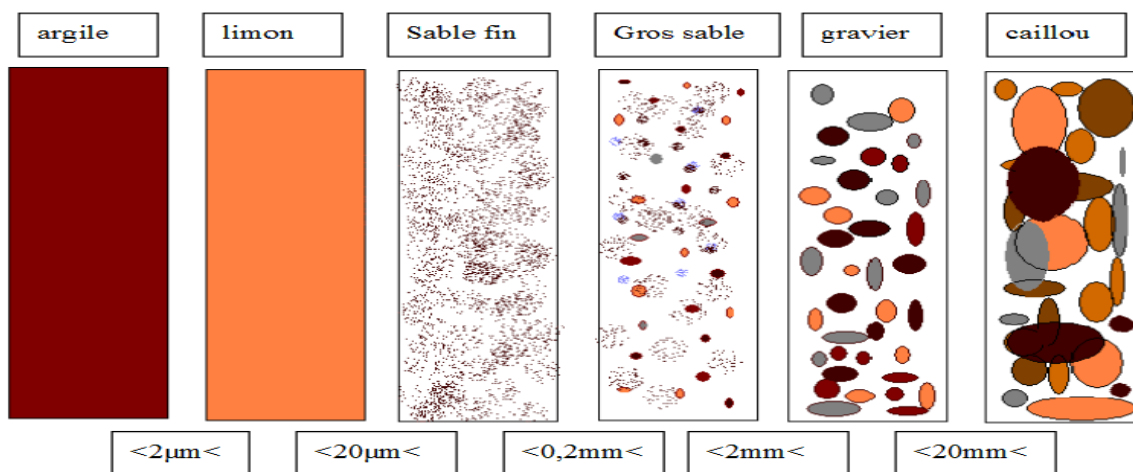 argile limon Sable fin Gros sable gravier caillou
<2µm< <20µm< <0,2mm< <2mm< <20mm<